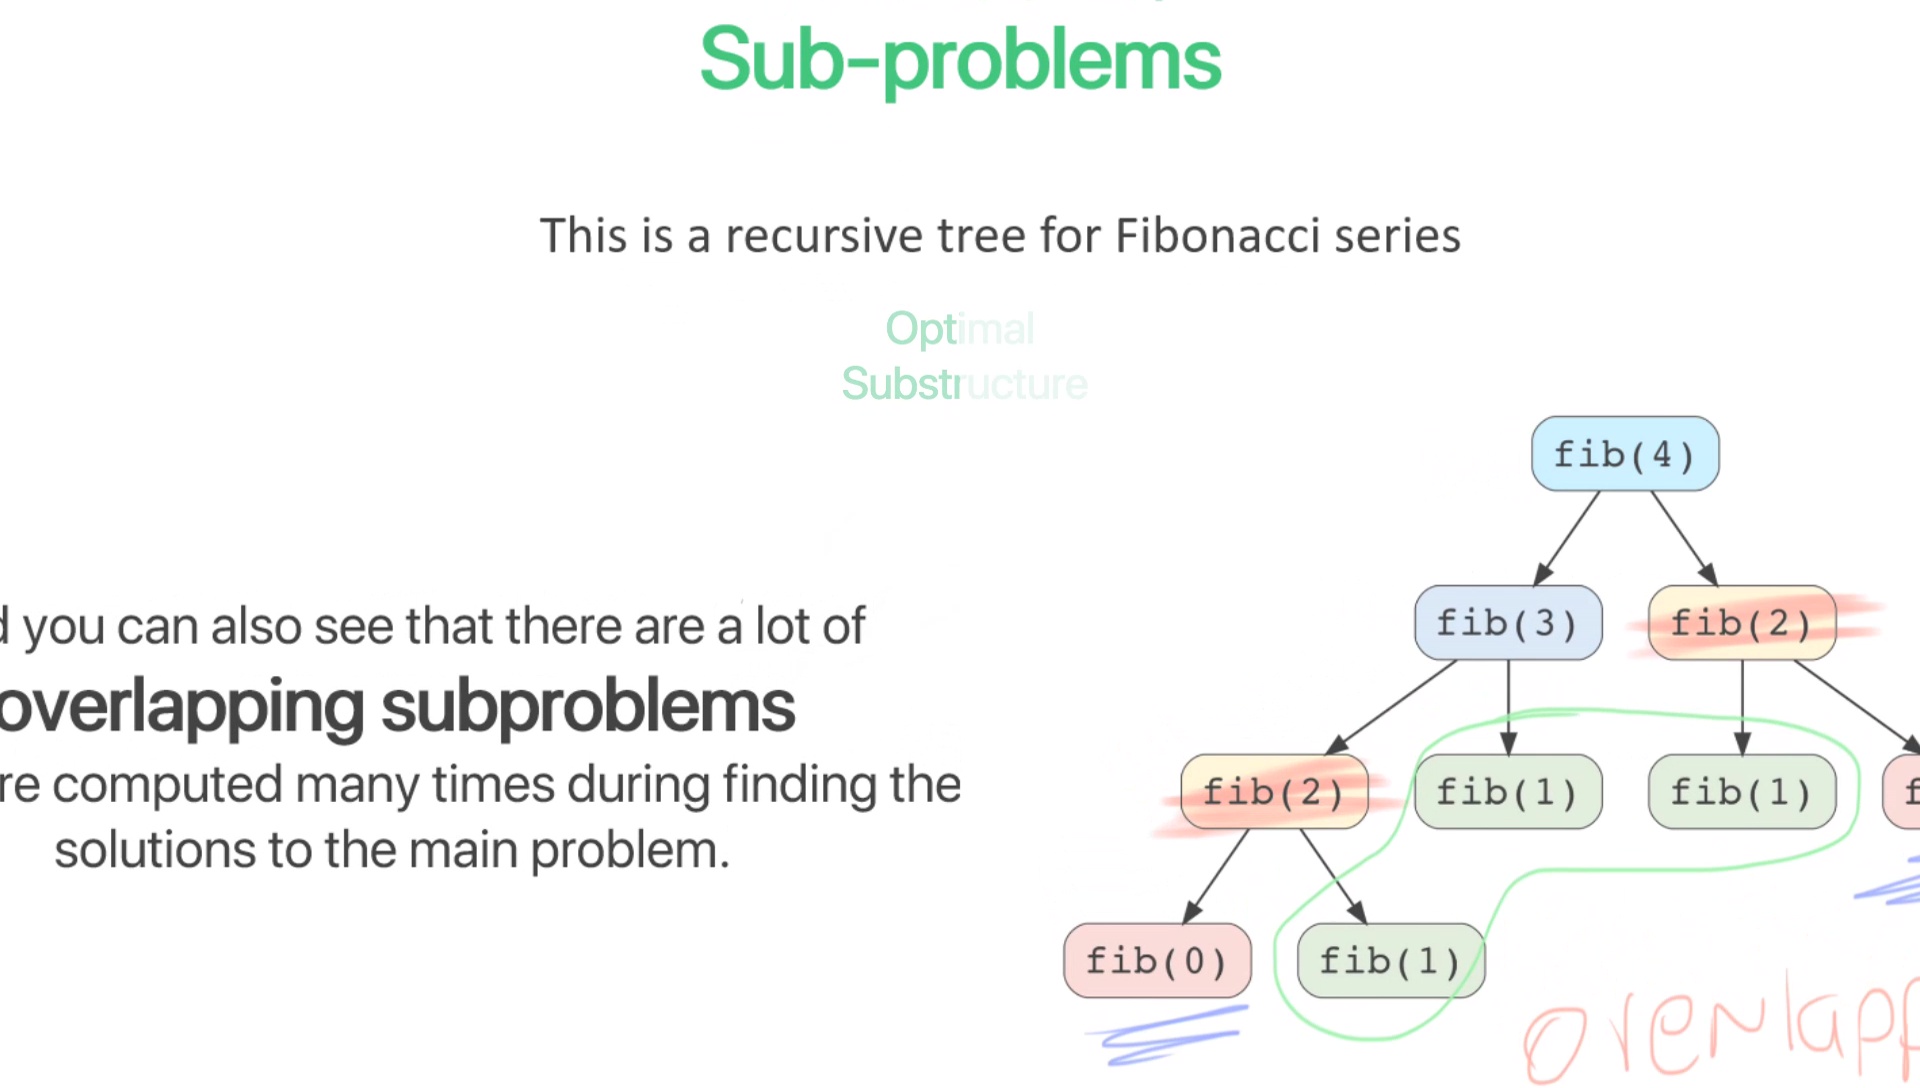 Sub-problems
This is a recursive tree for Fibonacci series
Optimal
Substructure
fib(4)
fib(3)
fib(2)
you can also see that there are a lot of
overlapping subproblems
computed many times during finding the
solutions to the main problem.
fib(2)
fib(1)
fib(1)
fib(0)
fib(1)